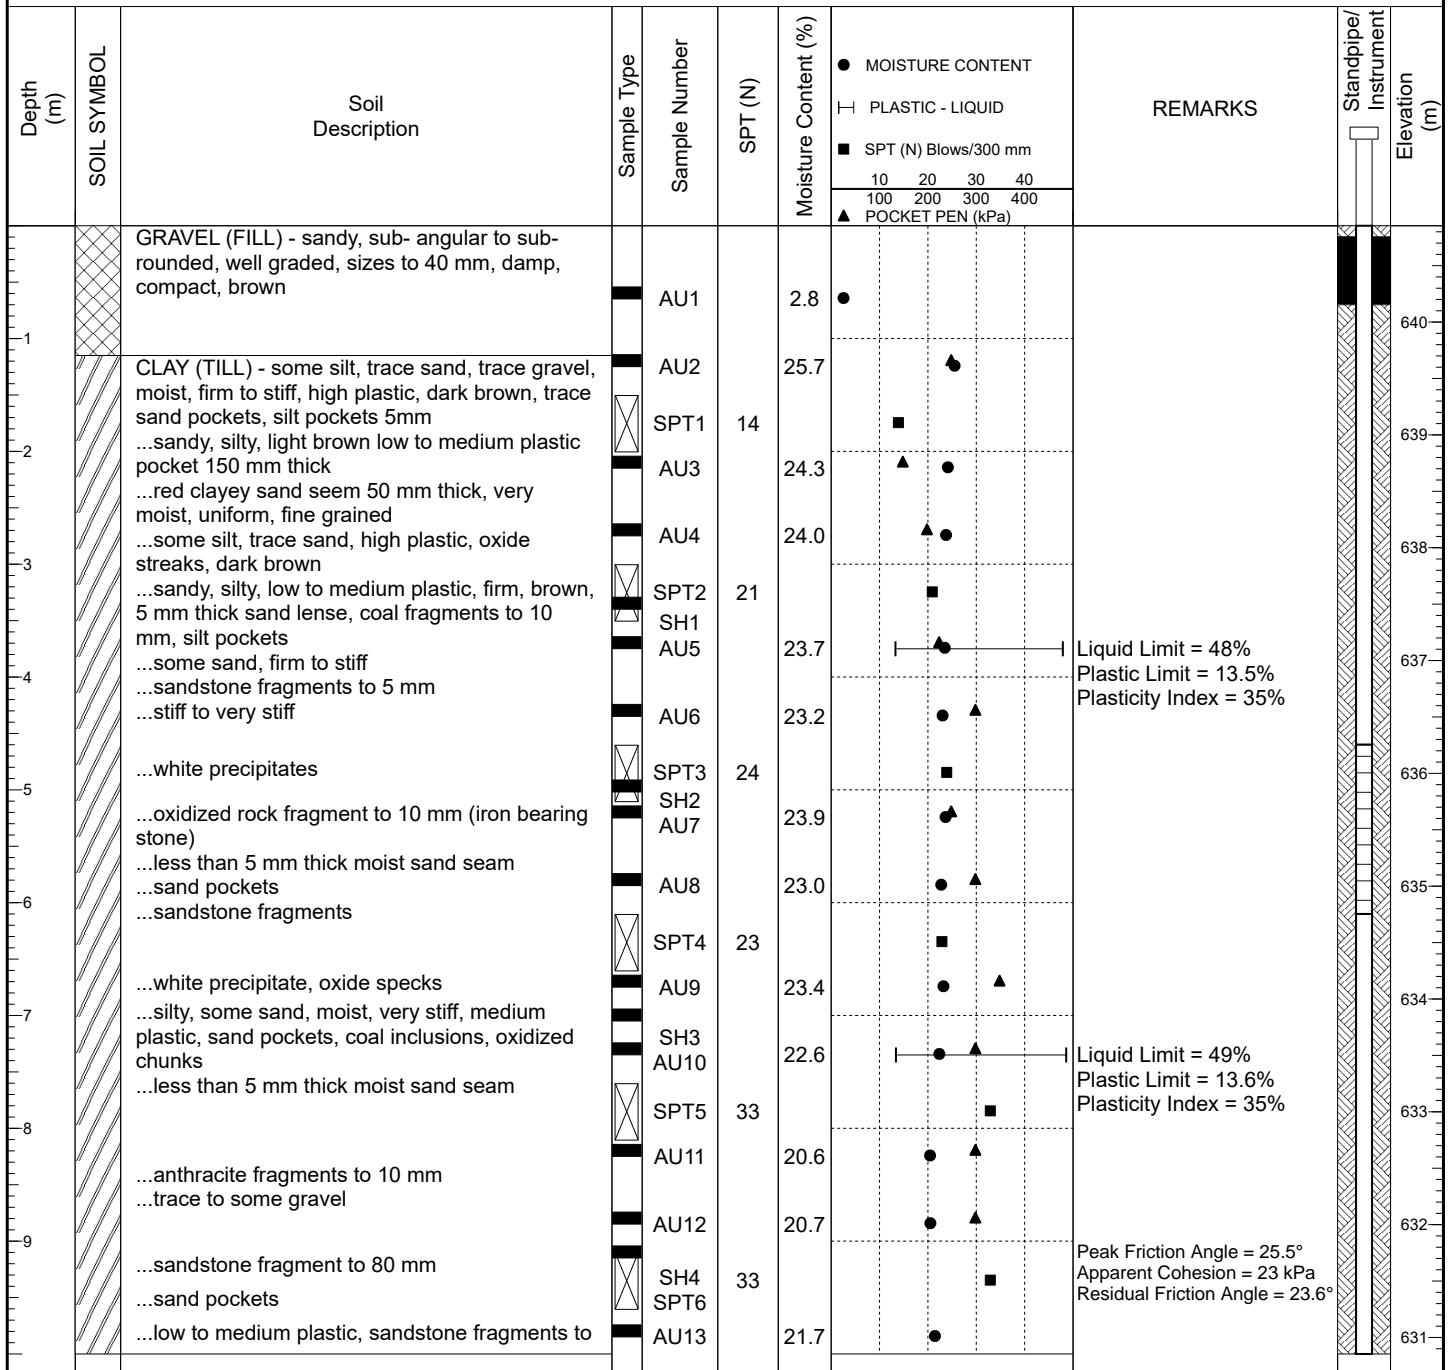 Depth (m)
SOIL SYMBOL
Soil
Description
Sample Type
Sample Number
SPT (N)
Moisture Content (%)
MOISTURE CONTENT
PLASTIC - LIQUID
SPT (N) Blows/300 mm
10 20 30 40
100 200 300 400
POCKET PEN (kPa)
REMARKS
Standpipe/
Instrument
Elevation
(m)
GRAVEL (FILL) - sandy, sub- angular to sub-
rounded, well graded, sizes to 40 mm, damp,
compact, brown
AU1 2.8
640
1
CLAY (TILL) - some silt, trace sand, trace gravel,
AU2 25.7
moist, firm to stiff, high plastic, dark brown, trace
sand pockets, silt pockets 5mm
SPT1 14
639
...sandy, silty, light brown low to medium plastic
2
pocket 150 mm thick
AU3 24.3
...red clayey sand seem 50 mm thick, very
moist, uniform, fine grained
AU4 24.0
...some silt, trace sand, high plastic, oxide
638
streaks, dark brown
3
...sandy, silty, low to medium plastic, firm, brown,
SPT2 21
5 mm thick sand lense, coal fragments to 10
SH1
mm, silt pockets
AU5 23.7 Liquid Limit = 48%
...some sand, firm to stiff
637
Plastic Limit = 13.5%
4
...sandstone fragments to 5 mm
Plasticity Index = 35%
...stiff to very stiff
AU6 23.2
...white precipitates
SPT3 24
636
5
SH2
...oxidized rock fragment to 10 mm (iron bearing
AU7 23.9
stone)
...less than 5 mm thick moist sand seam
...sand pockets
AU8 23.0
635
6
...sandstone fragments
SPT4 23
...white precipitate, oxide specks
AU9 23.4
634
7
...silty, some sand, moist, very stiff, medium
plastic, sand pockets, coal inclusions, oxidized
SH3
chunks
AU10 22.6 Liquid Limit = 49%
Plastic Limit = 13.6%
...less than 5 mm thick moist sand seam
Plasticity Index = 35%
SPT5 33
633
8
AU11 20.6
...anthracite fragments to 10 mm
...trace to some gravel
AU12 20.7
632
9
Peak Friction Angle = 25.5°
...sandstone fragment to 80 mm
Apparent Cohesion = 23 kPa
SH4 33
Residual Friction Angle = 23.6°
...sand pockets
SPT6
...low to medium plastic, sandstone fragments to
AU13 21.7
631